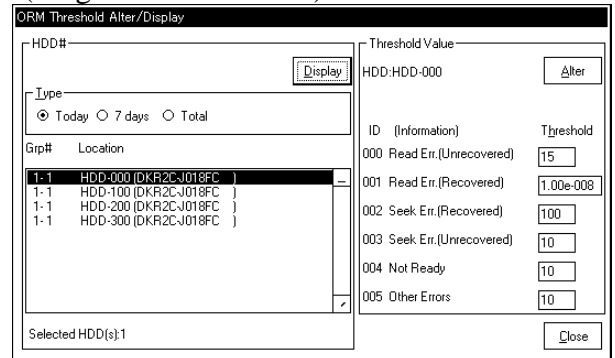 ORM Threshold Alter/Display
HDD#
Display
Type
Today 7 days Total
Grp# Location
1-1 HDD-000 (DKR2C-J018FC )
1-1 HDD-100 (DKR2C-J018FC )
1-1 HDD-200 (DKR2C-J018FC )
1-1 HDD-300 (DKR2C-J018FC )
Selected HDD(s):1
Threshold Value
HDD:HDD-000 Alter
ID (Information) Threshold
000 Read Err.(Unrecovered) 15
001 Read Err.(Recovered) 1.00e-008
002 Seek Err.(Recovered) 100
003 Seek Err.(Unrecovered) 10
004 Not Ready 10
005 Other Errors 10
Close